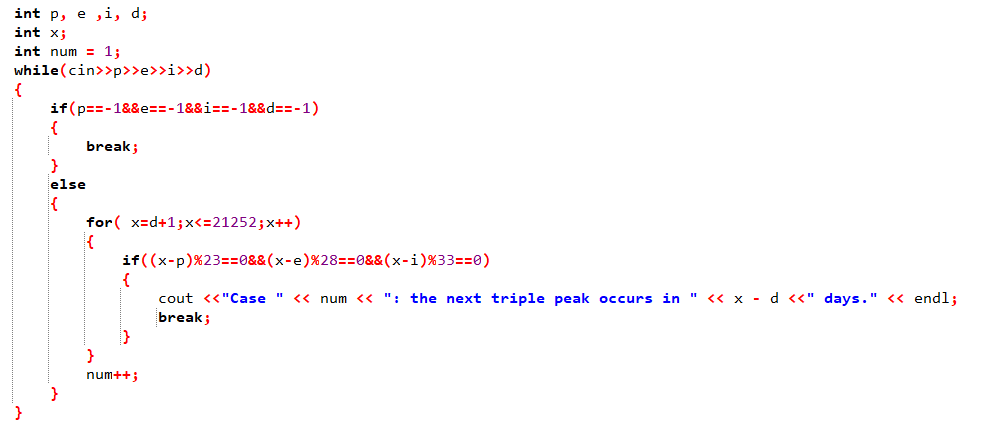 int p, e ,i, d;
int x;
int num = 1;
while(cin>>p>>e>>i>>d)
{
    if(p==-1&&e==-1&&i==-1&&d==-1)
    {
        break;
    }
    else
    {
        for( x=d+1;x<=21252;x++)
        {
            if((x-p)%23==0&&(x-e)%28==0&&(x-i)%33==0)
            {
                cout <<"Case " << num << ": the next triple peak occurs in " << x - d <<" days." << endl;
                break;
            }
        }
        num++;
    }
}